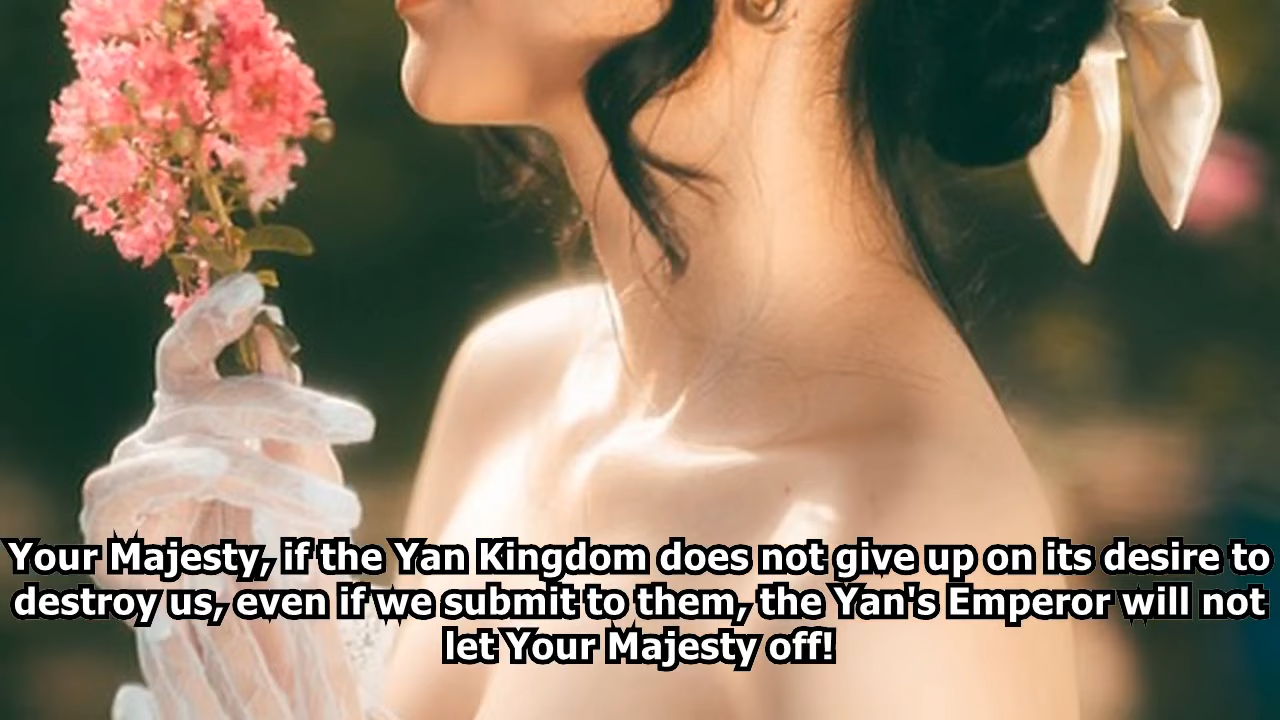 Your Majesty, if the Yan Kingdom does not give up on its desire to
destroy us, even if we submit to them, the Yan's Emperor will not
let Your Majesty off!